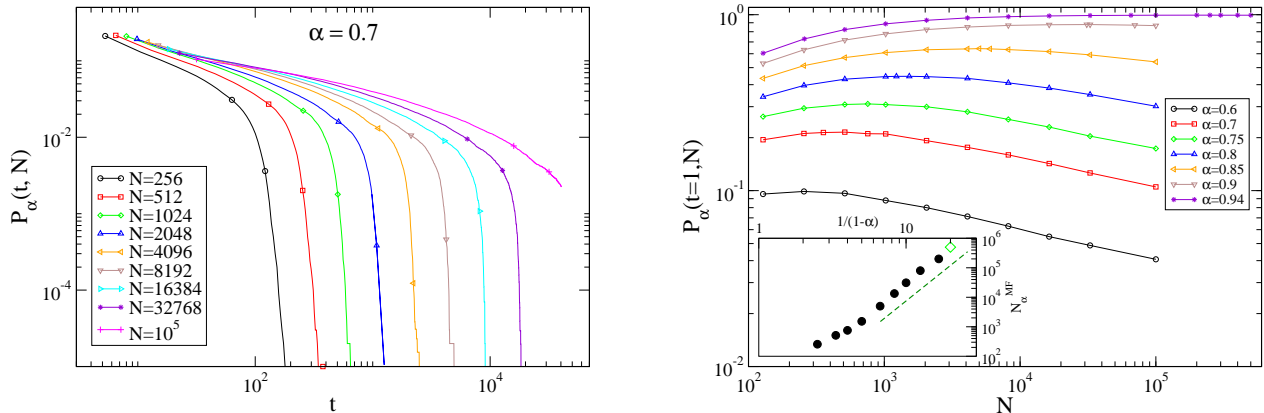 α = 0.7
P_α(t, N)
10^-2
10^-4
N=256
N=512
N=1024
N=2048
N=4096
N=8192
N=16384
N=32768
N=10^5
10^2
10^3
10^4
t
P_α(t=1,N)
10^0
10^-1
10^-2
α=0.6
α=0.7
α=0.75
α=0.8
α=0.85
α=0.9
α=0.94
1/(1-α)
1
10
10^6
10^5
10^4
10^3
10^2
N_α^MF
10^2
10^3
10^4
10^5
N